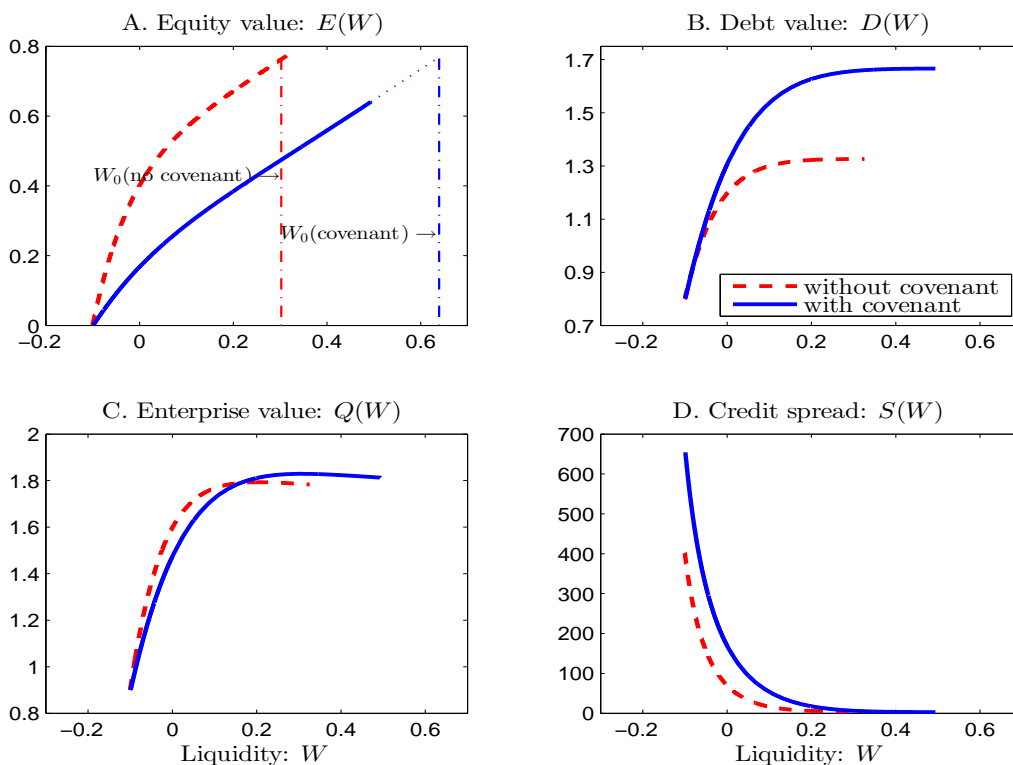 A. Equity value: E(W)
0.8
0.6
0.4
0.2
0
−0.2 0 0.2 0.4 0.6
W₀(no covenant) →
W₀(covenant) →
B. Debt value: D(W)
1.7
1.5
1.3
1.1
0.9
0.7
−0.2 0 0.2 0.4 0.6
without covenant
with covenant
C. Enterprise value: Q(W)
2
1.8
1.6
1.4
1.2
1
0.8
−0.2 0 0.2 0.4 0.6
Liquidity: W
D. Credit spread: S(W)
700
600
500
400
300
200
100
0
−0.2 0 0.2 0.4 0.6
Liquidity: W